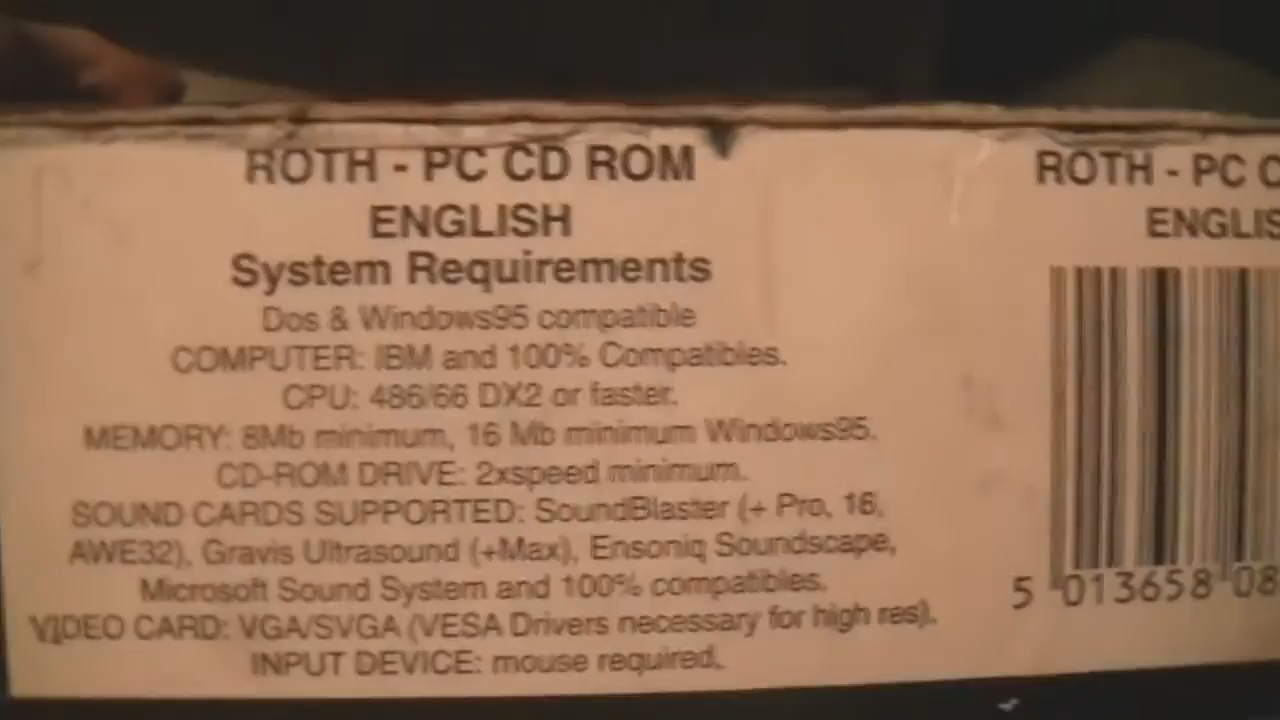 ROTH - PC CD ROM
ENGLISH
System Requirements
Dos & Windows95 compatible
COMPUTER: IBM and 100% Compatibles.
CPU: 486/66 DX2 or faster.
MEMORY: 8Mb minimum, 16 Mb minimum Windows95.
CD-ROM DRIVE: 2xspeed minimum.
SOUND CARDS SUPPORTED: SoundBlaster (+ Pro, 16,
AWE32), Gravis Ultrasound (+Max), Ensoniq Soundscape,
Microsoft Sound System and 100% compatibles.
VIDEO CARD: VGA/SVGA (VESA Drivers necessary for high res).
INPUT DEVICE: mouse required.
ROTH - PC C
ENGLIS
5 013658 08